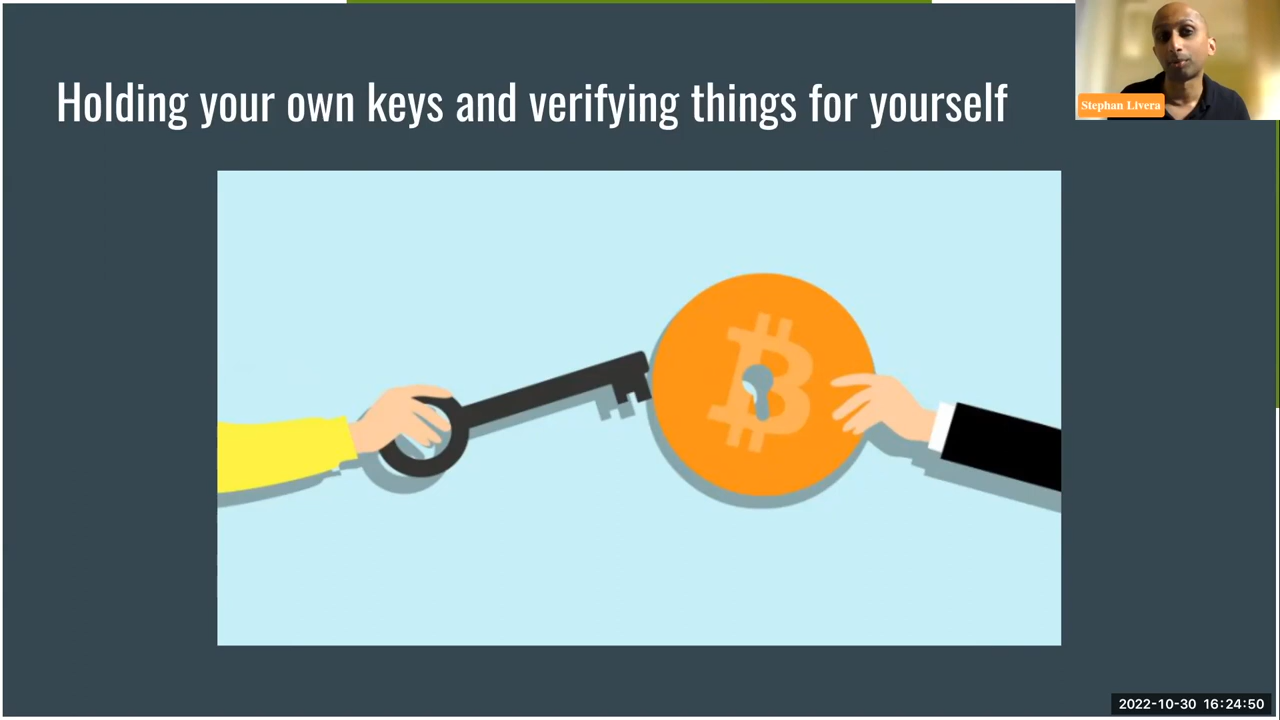 Holding your own keys and verifying things for yourself
Stephan Livera
2022-10-30 16:24:50